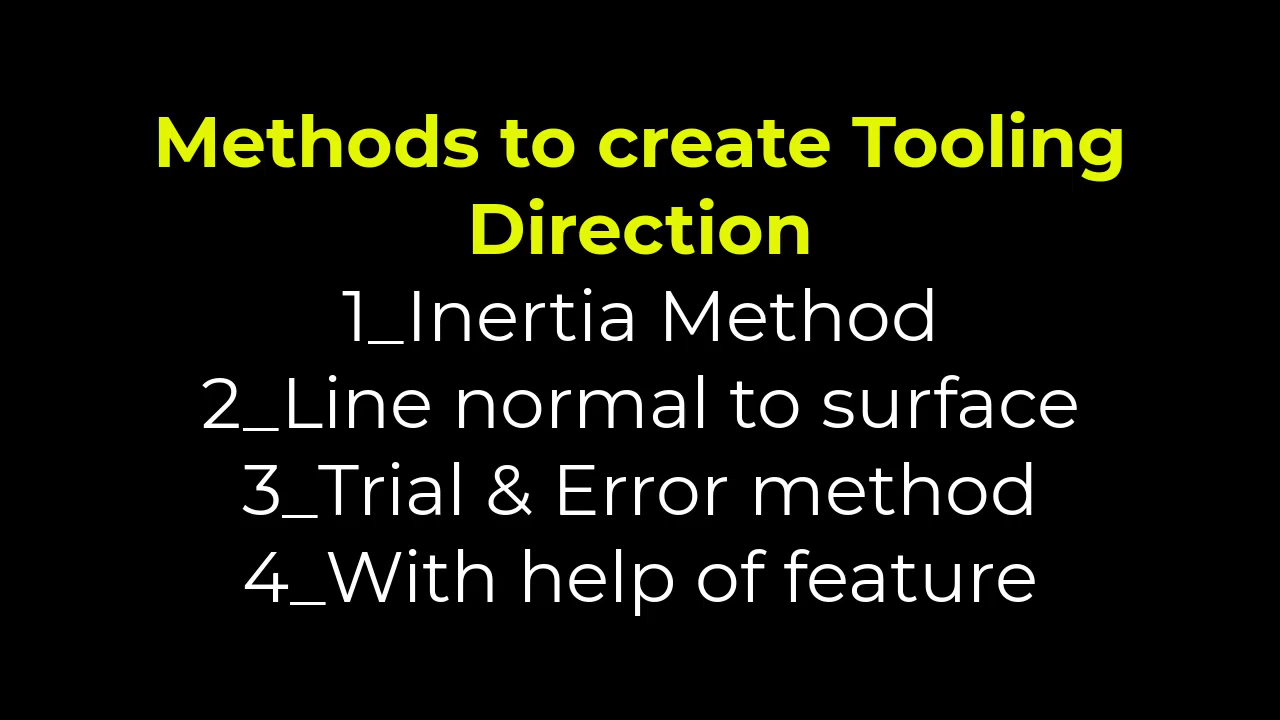 Methods to create Tooling
Direction
1_Inertia Method
2_Line normal to surface
3_Trial & Error method
4_With help of feature